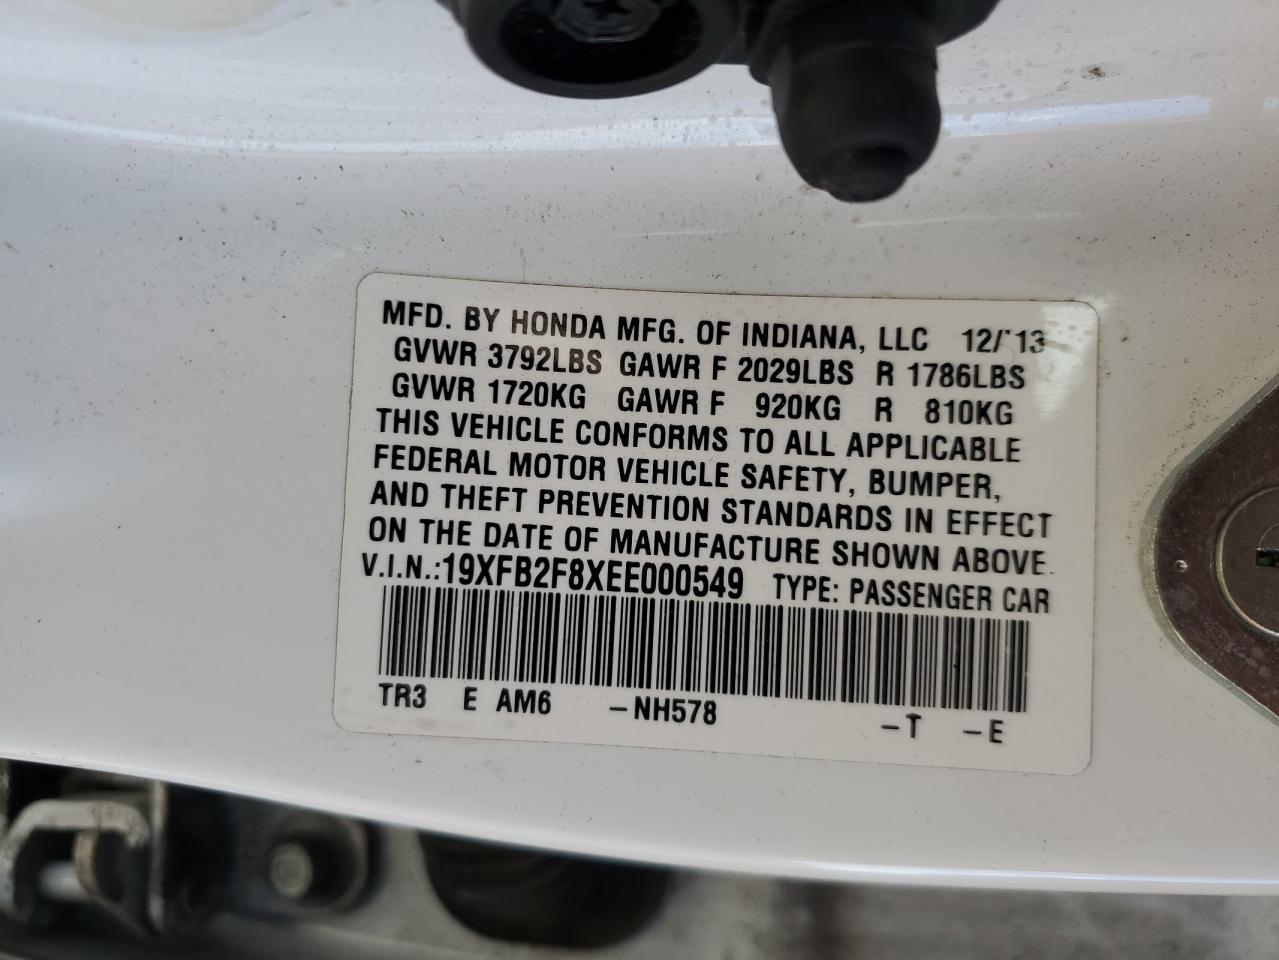 MFD. BY HONDA MFG. OF INDIANA, LLC 12/'13
GVWR 3792LBS GAWR F 2029LBS R 1786LBS
GVWR 1720KG GAWR F 920KG R 810KG
THIS VEHICLE CONFORMS TO ALL APPLICABLE
FEDERAL MOTOR VEHICLE SAFETY, BUMPER,
AND THEFT PREVENTION STANDARDS IN EFFECT
ON THE DATE OF MANUFACTURE SHOWN ABOVE.
V.I.N.:19XFB2F8XEE000549 TYPE: PASSENGER CAR
TR3 E AM6 –NH578 –T –E